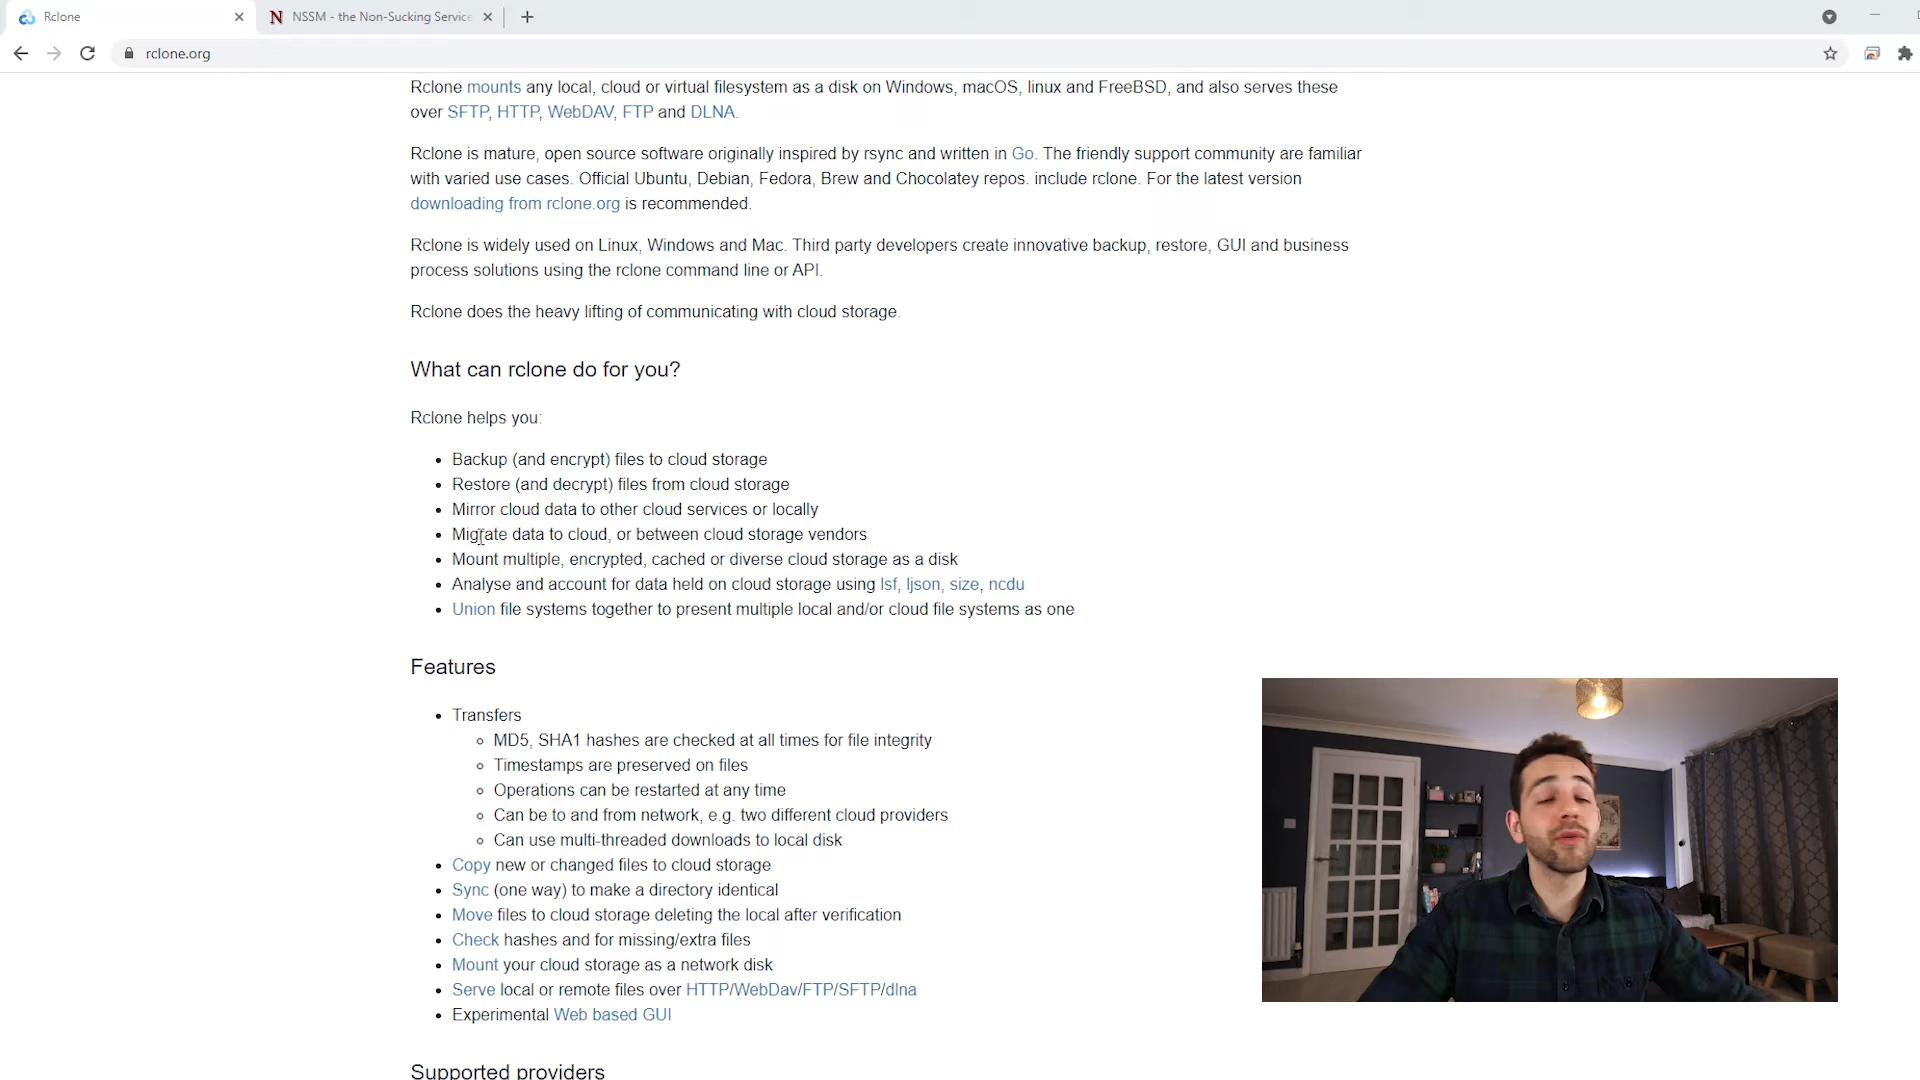 Rclone
NSSM - the Non-Sucking Service
rclone.org
Rclone mounts any local, cloud or virtual filesystem as a disk on Windows, macOS, linux and FreeBSD, and also serves these
over SFTP, HTTP, WebDAV, FTP and DLNA.
Rclone is mature, open source software originally inspired by rsync and written in Go. The friendly support community are familiar
with varied use cases. Official Ubuntu, Debian, Fedora, Brew and Chocolatey repos. include rclone. For the latest version
downloading from rclone.org is recommended.
Rclone is widely used on Linux, Windows and Mac. Third party developers create innovative backup, restore, GUI and business
process solutions using the rclone command line or API.
Rclone does the heavy lifting of communicating with cloud storage.
What can rclone do for you?
Rclone helps you:
Backup (and encrypt) files to cloud storage
Restore (and decrypt) files from cloud storage
Mirror cloud data to other cloud services or locally
Migrate data to cloud, or between cloud storage vendors
Mount multiple, encrypted, cached or diverse cloud storage as a disk
Analyse and account for data held on cloud storage using lsf, ljson, size, ncdu
Union file systems together to present multiple local and/or cloud file systems as one
Features
Transfers
MD5, SHA1 hashes are checked at all times for file integrity
Timestamps are preserved on files
Operations can be restarted at any time
Can be to and from network, e.g. two different cloud providers
Can use multi-threaded downloads to local disk
Copy new or changed files to cloud storage
Sync (one way) to make a directory identical
Move files to cloud storage deleting the local after verification
Check hashes and for missing/extra files
Mount your cloud storage as a network disk
Serve local or remote files over HTTP/WebDav/FTP/SFTP/dlna
Experimental Web based GUI
Supported providers